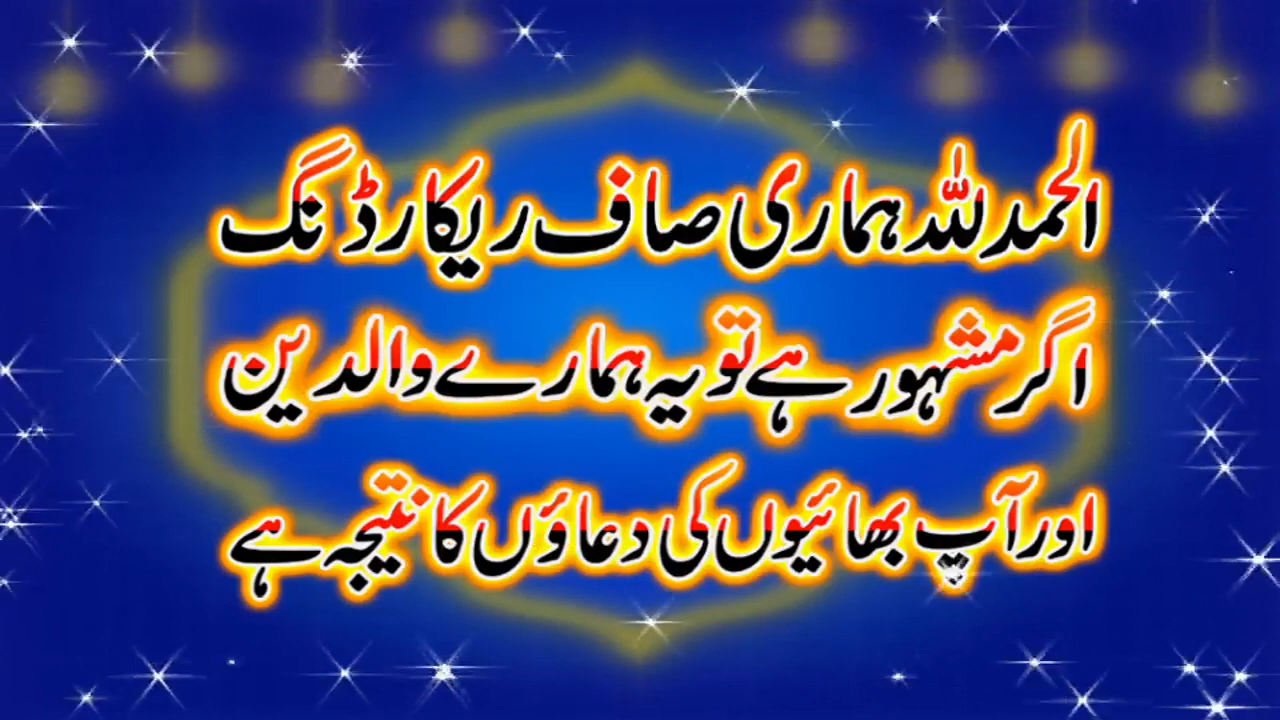 الحمدللہ ہماری صاف ریکارڈنگ
اگر مشہور ہے تو یہ ہمارے والدین
اور آپ بھائیوں کی دعاؤں کا نتیجہ ہے